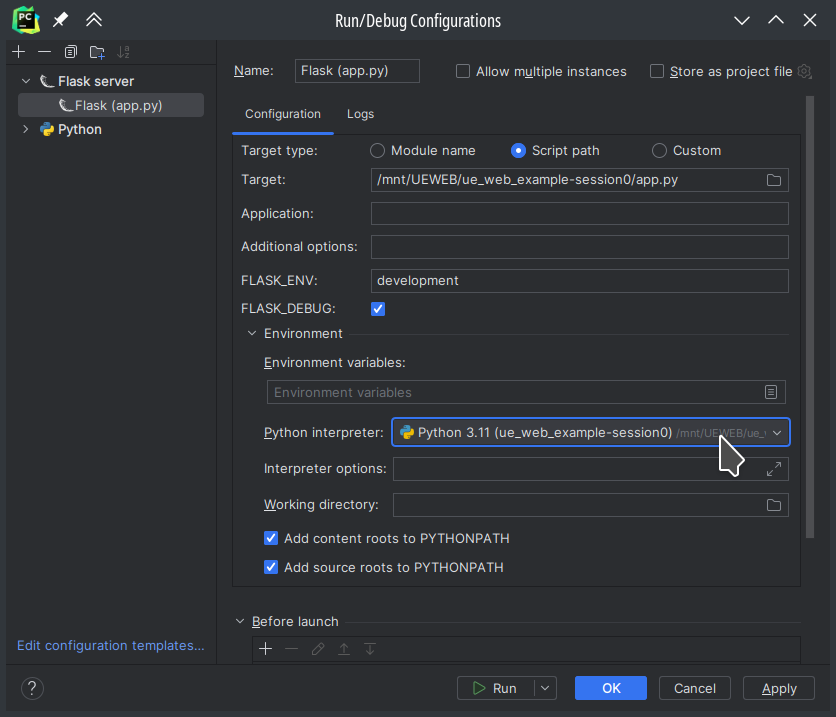 PC
Run/Debug Configurations
Flask server
Flask (app.py)
Python
Edit configuration templates...
Name:
Flask (app.py)
Allow multiple instances
Store as project file
Configuration
Logs
Target type:
Module name
Script path
Custom
Target:
/mnt/UEWEB/ue_web_example-session0/app.py
Application:
Additional options:
FLASK_ENV:
development
FLASK_DEBUG:
Environment
Environment variables:
Environment variables
Python interpreter:
Python 3.11 (ue_web_example-session0) /mnt/UEWEB/ue_
Interpreter options:
Working directory:
Add content roots to PYTHONPATH
Add source roots to PYTHONPATH
Before launch
?
Run
OK
Cancel
Apply